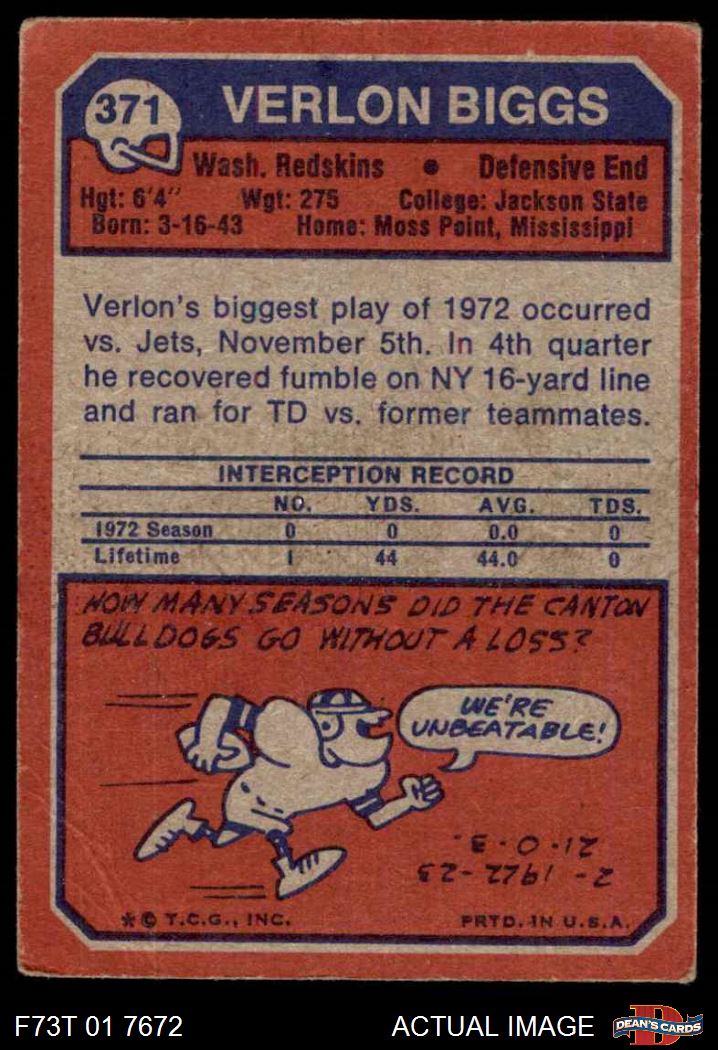 371
VERLON BIGGS
Wash. Redskins • Defensive End
Hgt: 6'4" Wgt: 275 College: Jackson State
Born: 3-16-43 Home: Moss Point, Mississippi
Verlon's biggest play of 1972 occurred
vs. Jets, November 5th. In 4th quarter
he recovered fumble on NY 16-yard line
and ran for TD vs. former teammates.
INTERCEPTION RECORD
NO. YDS. AVG. TDS.
1972 Season 0 0 0.0 0
Lifetime 1 44 44.0 0
HOW MANY SEASONS DID THE CANTON
BULLDOGS GO WITHOUT A LOSS?
WE'RE
UNBEATABLE!
2- 1922-23
21-0-3.
* © T.C.G., INC. PRTD. IN U.S.A.
F73T 01 7672 ACTUAL IMAGE
D
DEAN'S CARDS